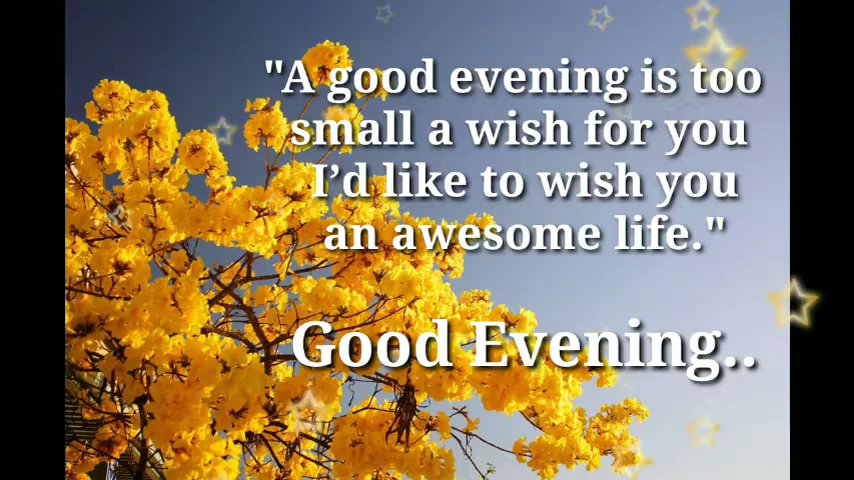 "A good evening is too
small a wish for you
I’d like to wish you
an awesome life."
Good Evening..